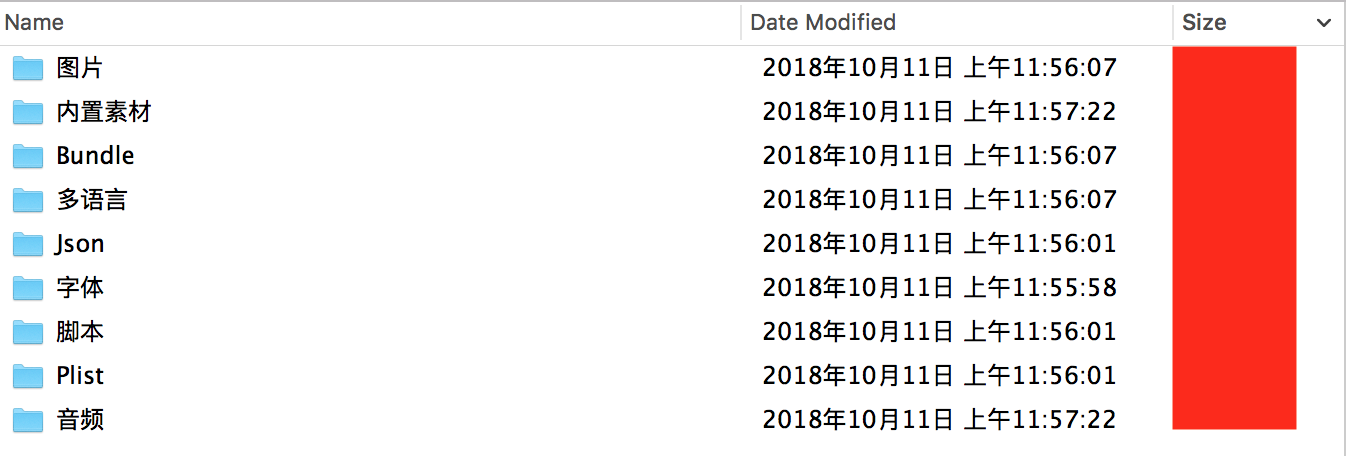 Name Date Modified Size
图片 2018年10月11日 上午11:56:07
内置素材 2018年10月11日 上午11:57:22
Bundle 2018年10月11日 上午11:56:07
多语言 2018年10月11日 上午11:56:07
Json 2018年10月11日 上午11:56:01
字体 2018年10月11日 上午11:55:58
脚本 2018年10月11日 上午11:56:01
Plist 2018年10月11日 上午11:56:01
音频 2018年10月11日 上午11:57:22